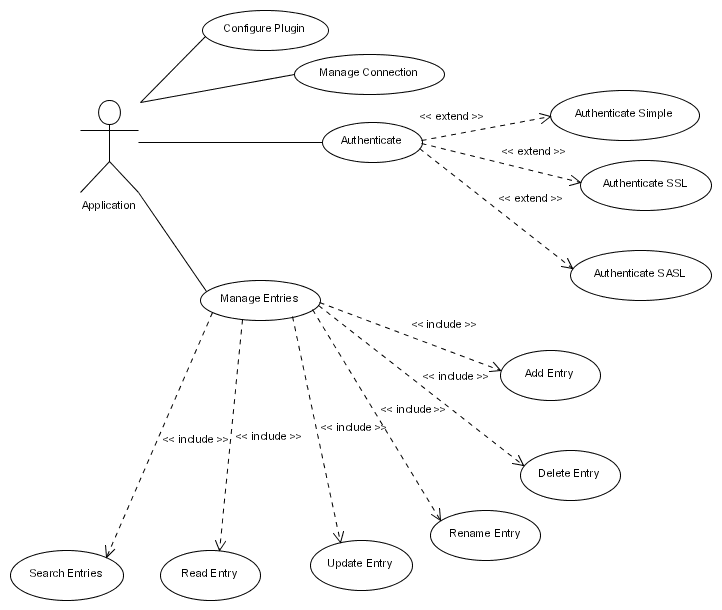 Configure Plugin
Manage Connection
<< extend >>
Authenticate Simple
Authenticate
<< extend >>
Authenticate SSL
<< extend >>
Application
Authenticate SASL
Manage Entries
<< include >>
Add Entry
<< include >>
<< include >>
<< include >>
<< include >>
<< include >>
Delete Entry
Rename Entry
Update Entry
Search Entries
Read Entry